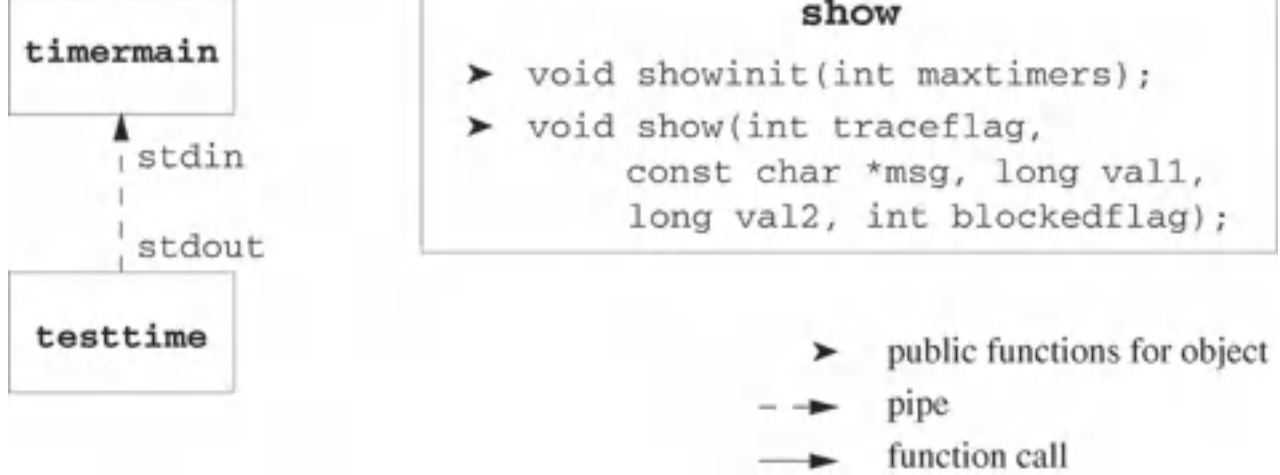 timermain
stdin
stdout
testtime
show
➤ void showinit(int maxtimers);
➤ void show(int traceflag,
const char *msg, long val1,
long val2, int blockedflag);
➤ public functions for object
pipe
function call